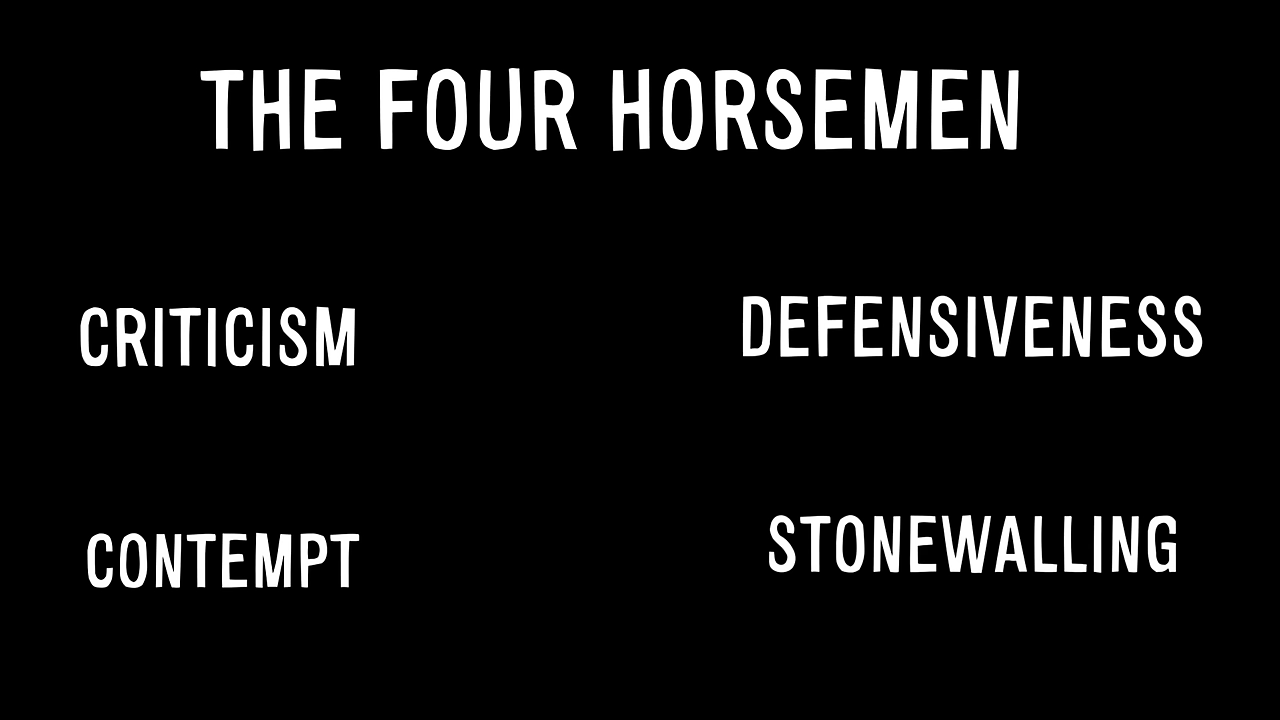 THE FOUR HORSEMEN
CRITICISM
DEFENSIVENESS
CONTEMPT
STONEWALLING